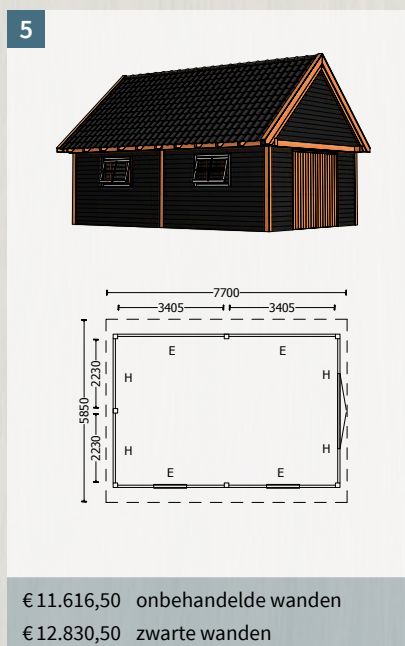 5
7700
3405 3405
E E
2230
H H
5850
2230
H H
E E
€ 11.616,50 onbehandelde wanden
€ 12.830,50 zwarte wanden